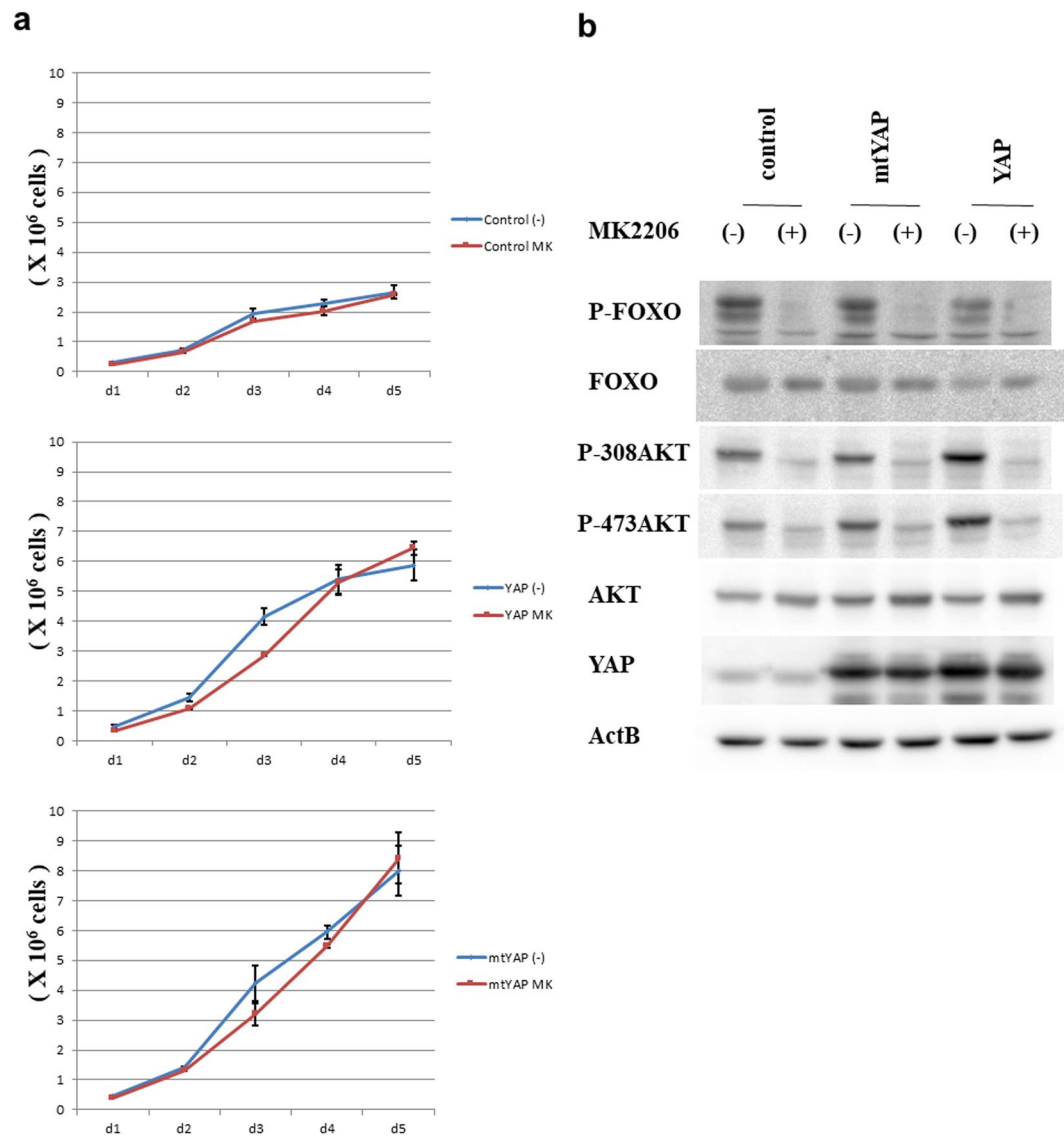 a
( X 10⁶ cells )
10
9
8
7
6
5
4
3
2
1
0
d1 d2 d3 d4 d5
Control (-)
Control MK
( X 10⁶ cells )
10
9
8
7
6
5
4
3
2
1
0
d1 d2 d3 d4 d5
YAP (-)
YAP MK
( X 10⁶ cells )
10
9
8
7
6
5
4
3
2
1
0
d1 d2 d3 d4 d5
mtYAP (-)
mtYAP MK
b
control mtYAP YAP
MK2206 (-) (+) (-) (+) (-) (+)
P-FOXO
FOXO
P-308AKT
P-473AKT
AKT
YAP
ActB